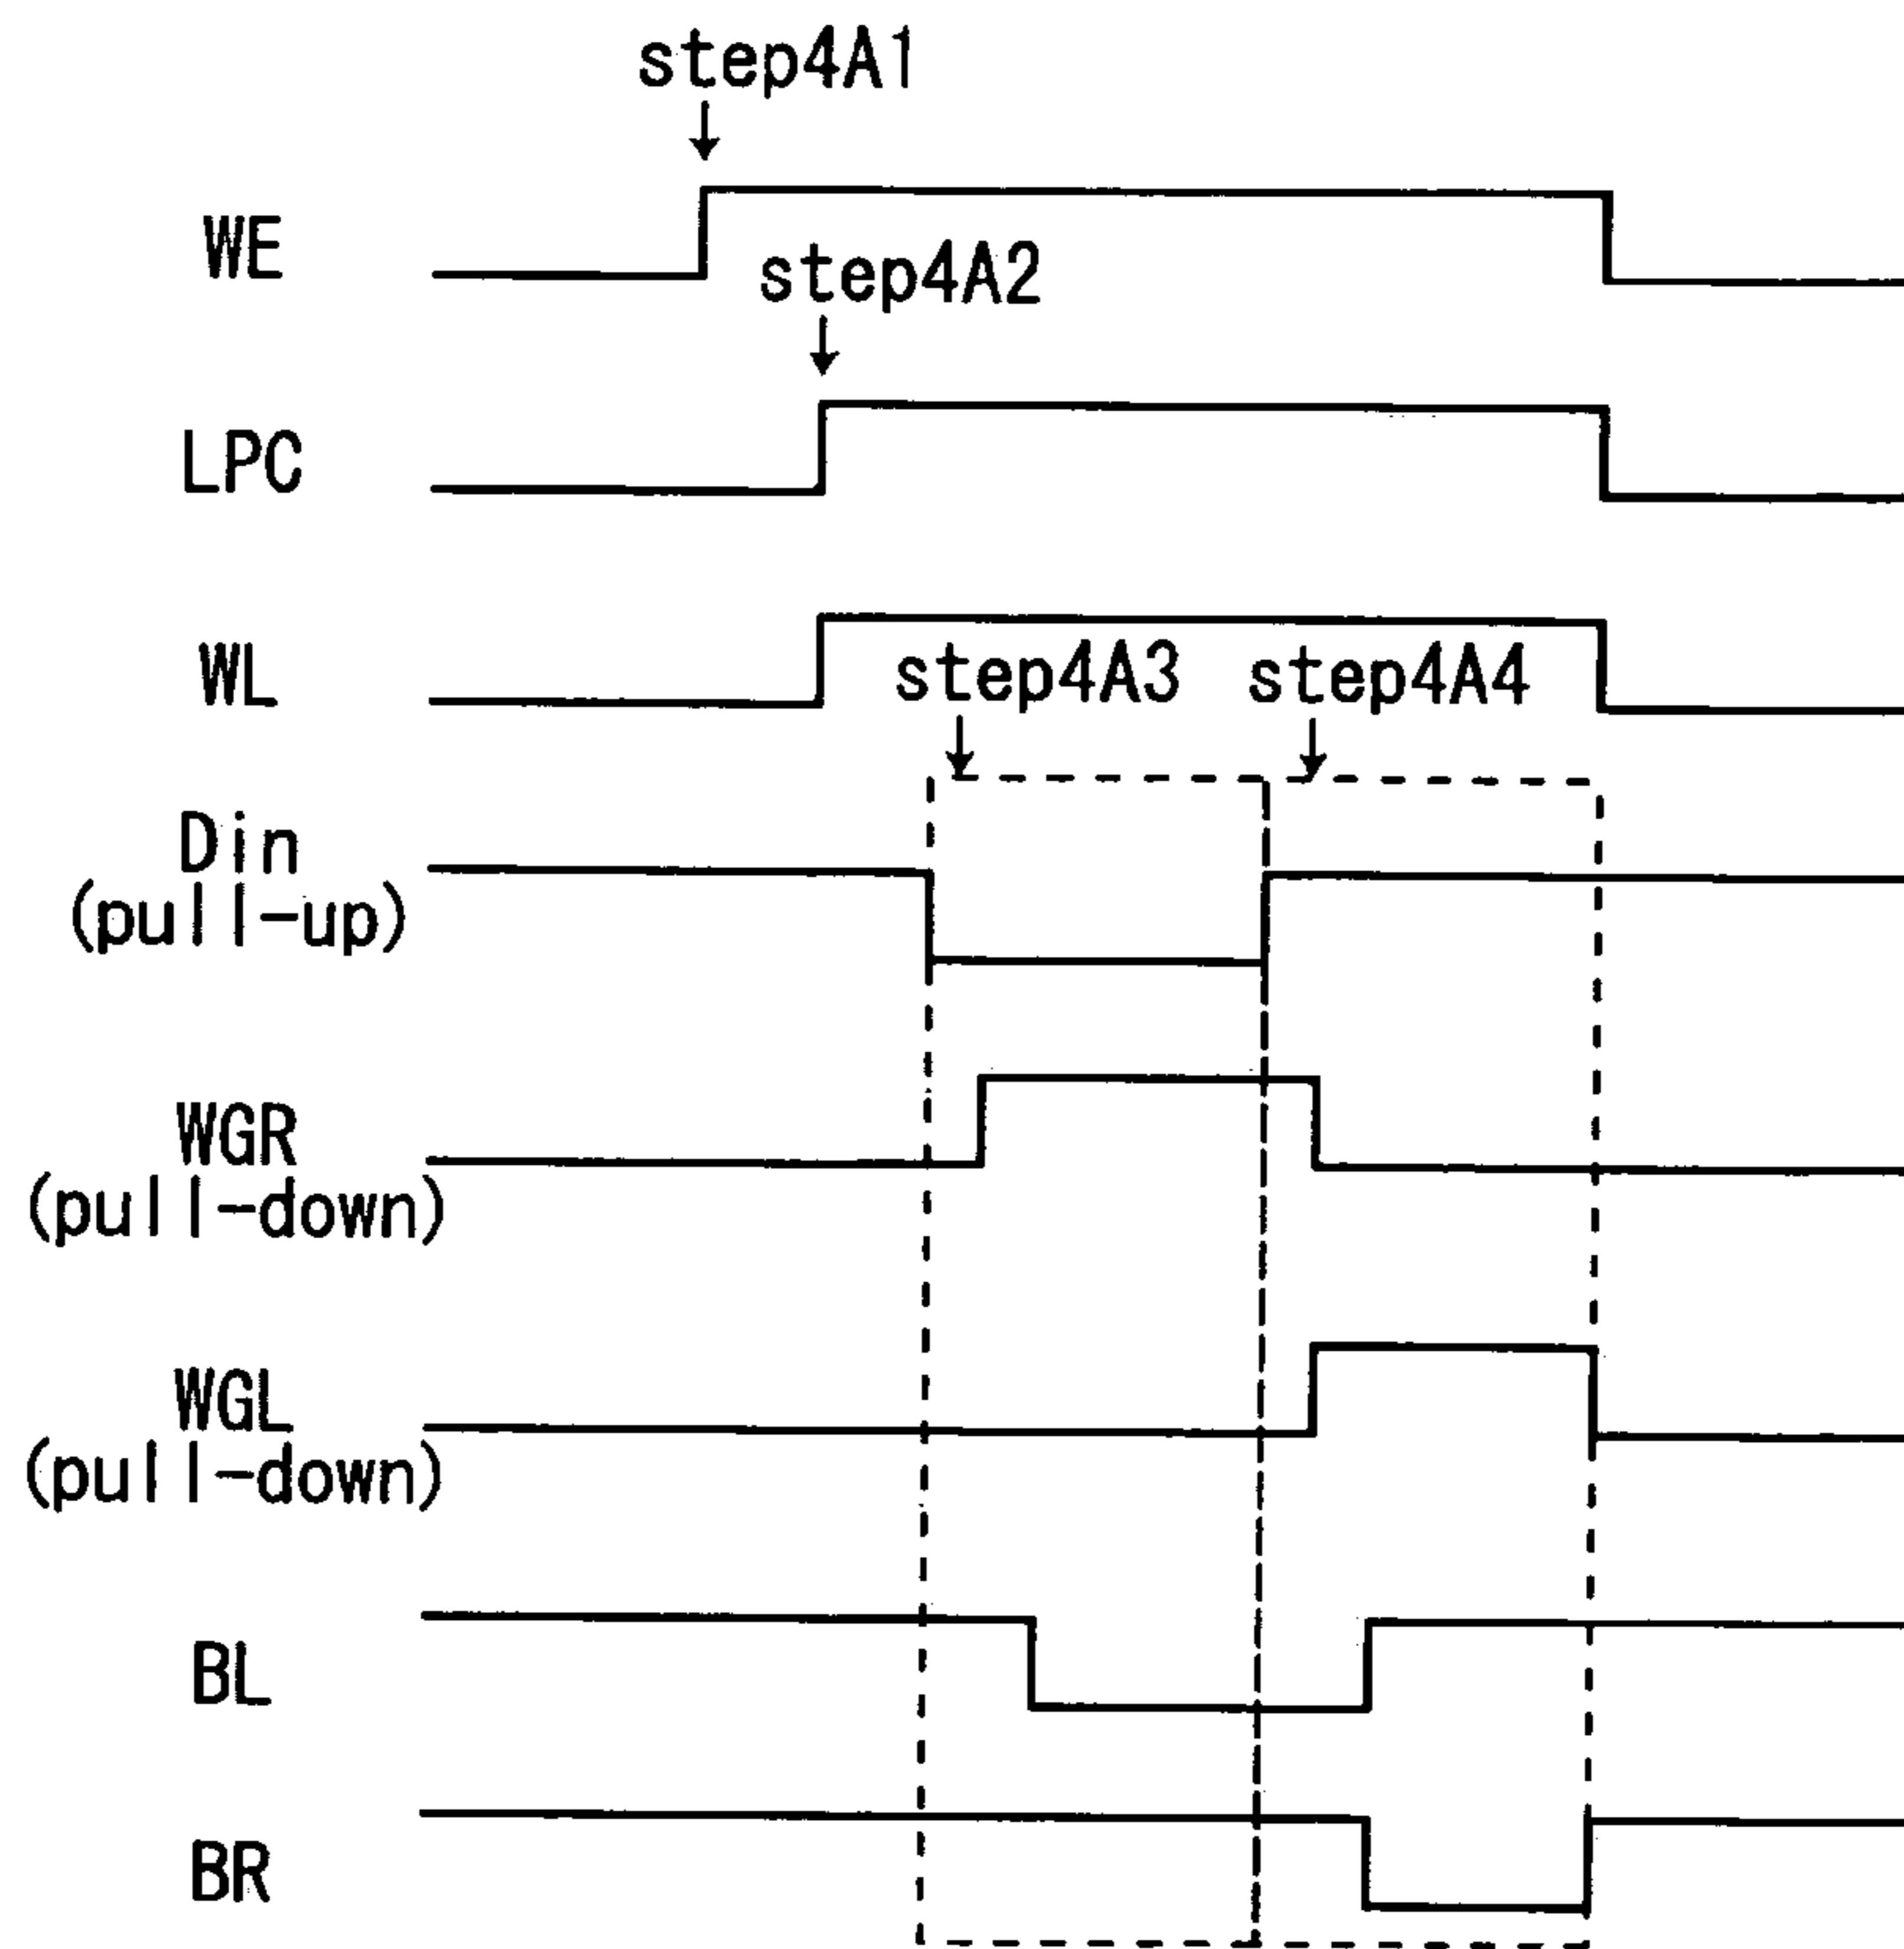 step4A1
WE
step4A2
LPC
WL
step4A3 step4A4
Din
(pull-up)
WGR
(pull-down)
WGL
(pull-down)
BL
BR